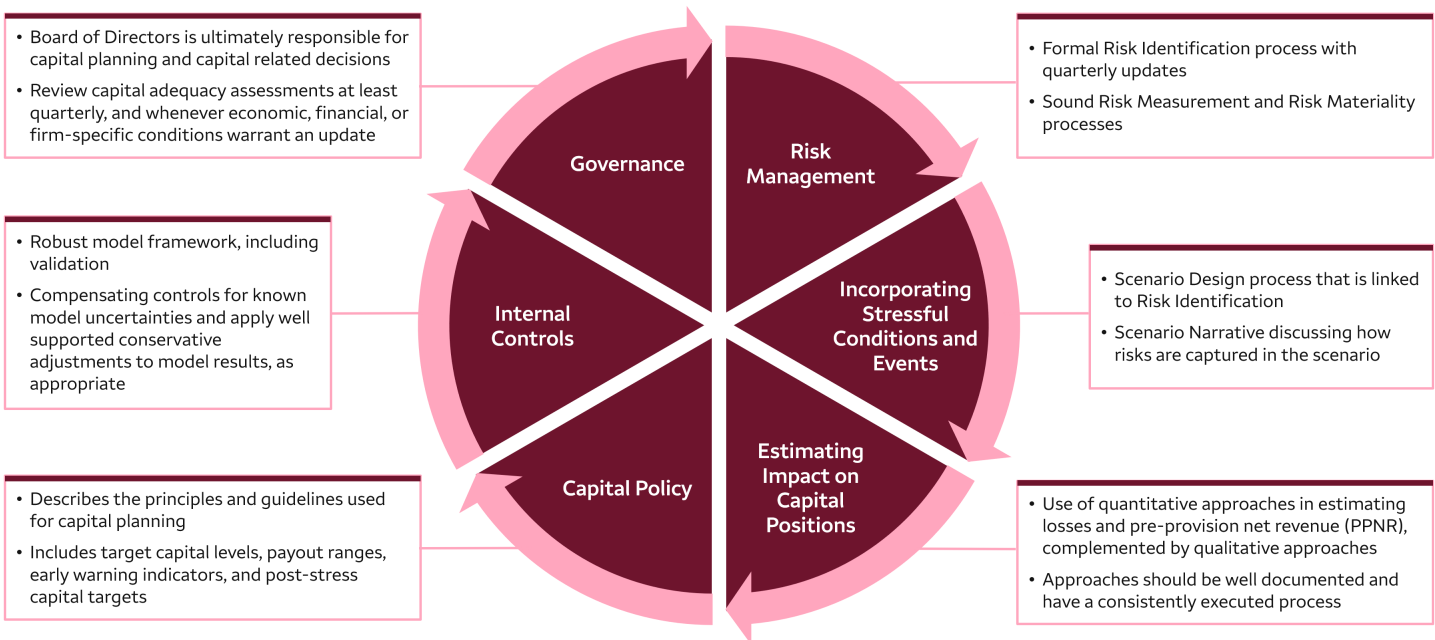 • Board of Directors is ultimately responsible for
capital planning and capital related decisions
• Review capital adequacy assessments at least
quarterly, and whenever economic, financial, or
firm-specific conditions warrant an update
Governance
Risk
Management
• Formal Risk Identification process with
quarterly updates
• Sound Risk Measurement and Risk Materiality
processes
• Robust model framework, including
validation
• Compensating controls for known
model uncertainties and apply well
supported conservative
adjustments to model results, as
appropriate
Internal
Controls
Incorporating
Stressful
Conditions and
Events
• Scenario Design process that is linked
to Risk Identification
• Scenario Narrative discussing how
risks are captured in the scenario
• Describes the principles and guidelines used
for capital planning
• Includes target capital levels, payout ranges,
early warning indicators, and post-stress
capital targets
Capital Policy
Estimating
Impact on
Capital
Positions
• Use of quantitative approaches in estimating
losses and pre-provision net revenue (PPNR),
complemented by qualitative approaches
• Approaches should be well documented and
have a consistently executed process